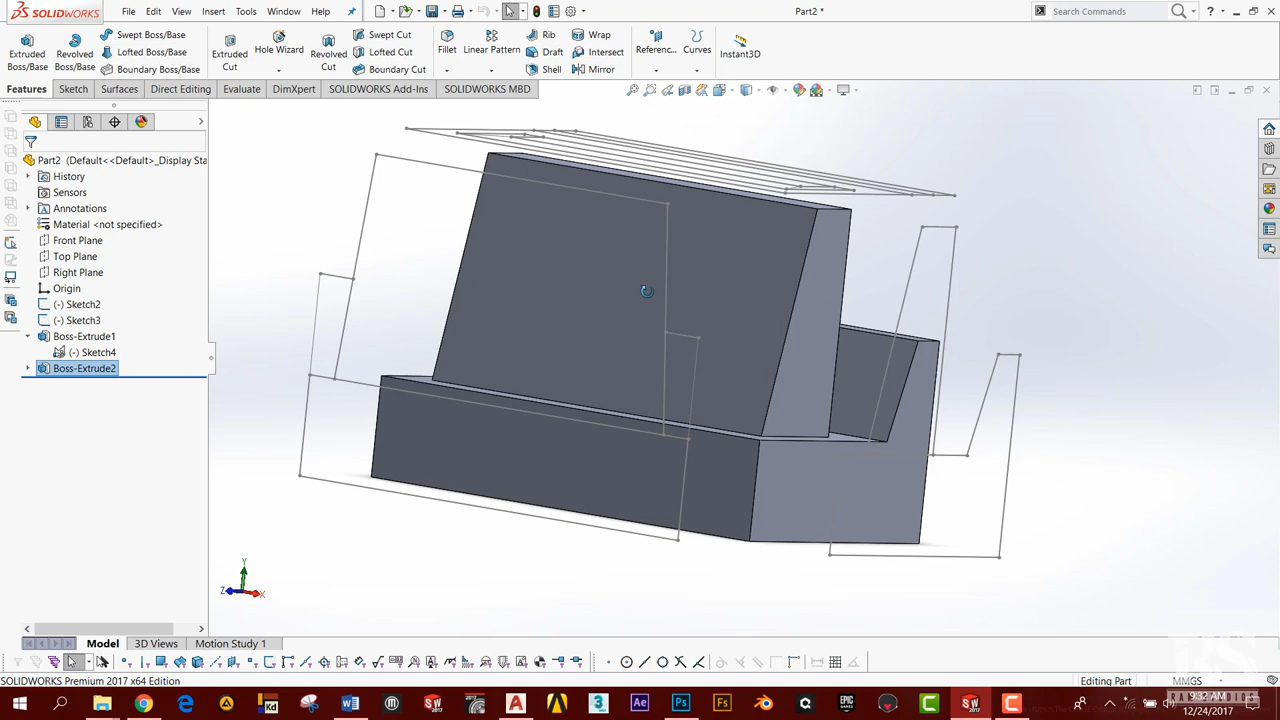 SOLIDWORKS
File Edit View Insert Tools Window Help
Part2 *
Search Commands
Extruded Boss/Base
Revolved Boss/Base
Swept Boss/Base
Lofted Boss/Base
Boundary Boss/Base
Extruded Cut
Hole Wizard
Revolved Cut
Swept Cut
Lofted Cut
Boundary Cut
Fillet
Linear Pattern
Rib
Draft
Shell
Wrap
Intersect
Mirror
Referenc...
Curves
Instant3D
Features Sketch Surfaces Direct Editing Evaluate DimXpert SOLIDWORKS Add-Ins SOLIDWORKS MBD
Part2 (Default<<Default>_Display Sta
History
Sensors
Annotations
Material <not specified>
Front Plane
Top Plane
Right Plane
Origin
(-) Sketch2
(-) Sketch3
Boss-Extrude1
(-) Sketch4
Boss-Extrude2
Y
Z
X
Model 3D Views Motion Study 1
SOLIDWORKS Premium 2017 x64 Edition
Editing Part
MMGS
9:32 AM
12/24/2017